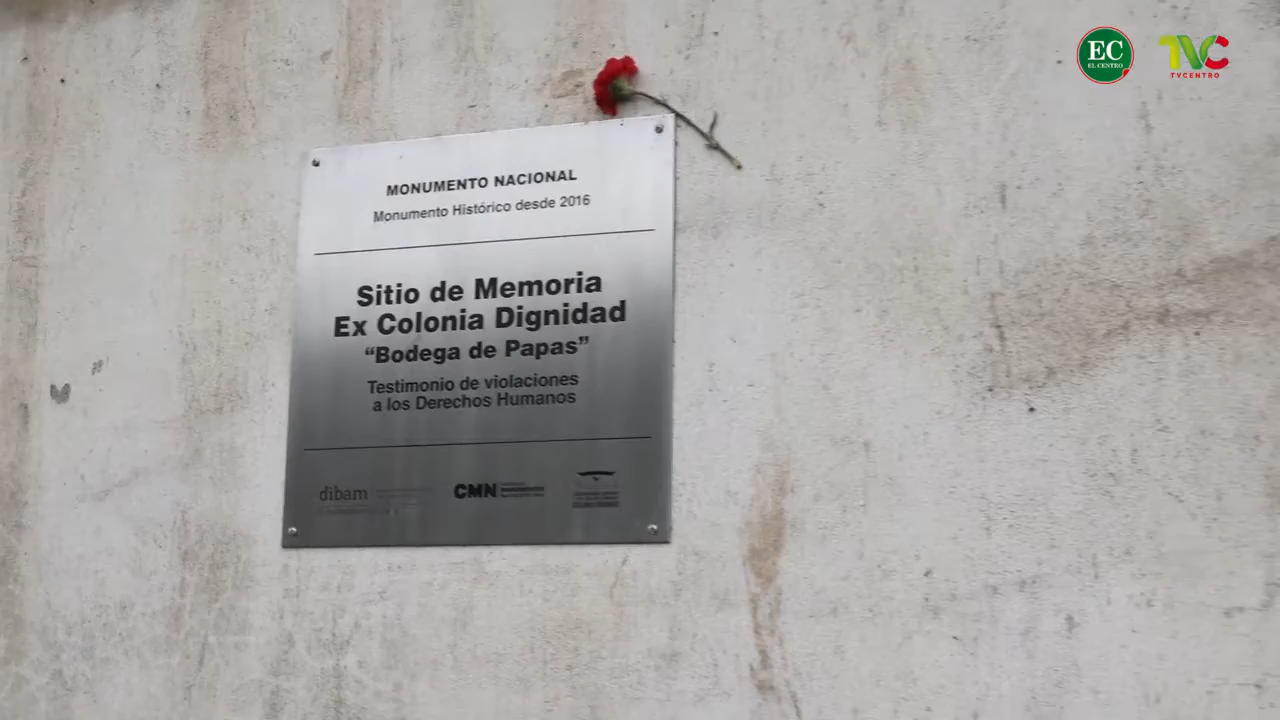 EC
EL CENTRO
TVC
TVCENTRO
MONUMENTO NACIONAL
Monumento Histórico desde 2016
Sitio de Memoria
Ex Colonia Dignidad
“Bodega de Papas”
Testimonio de violaciones
a los Derechos Humanos
dibam
CMN